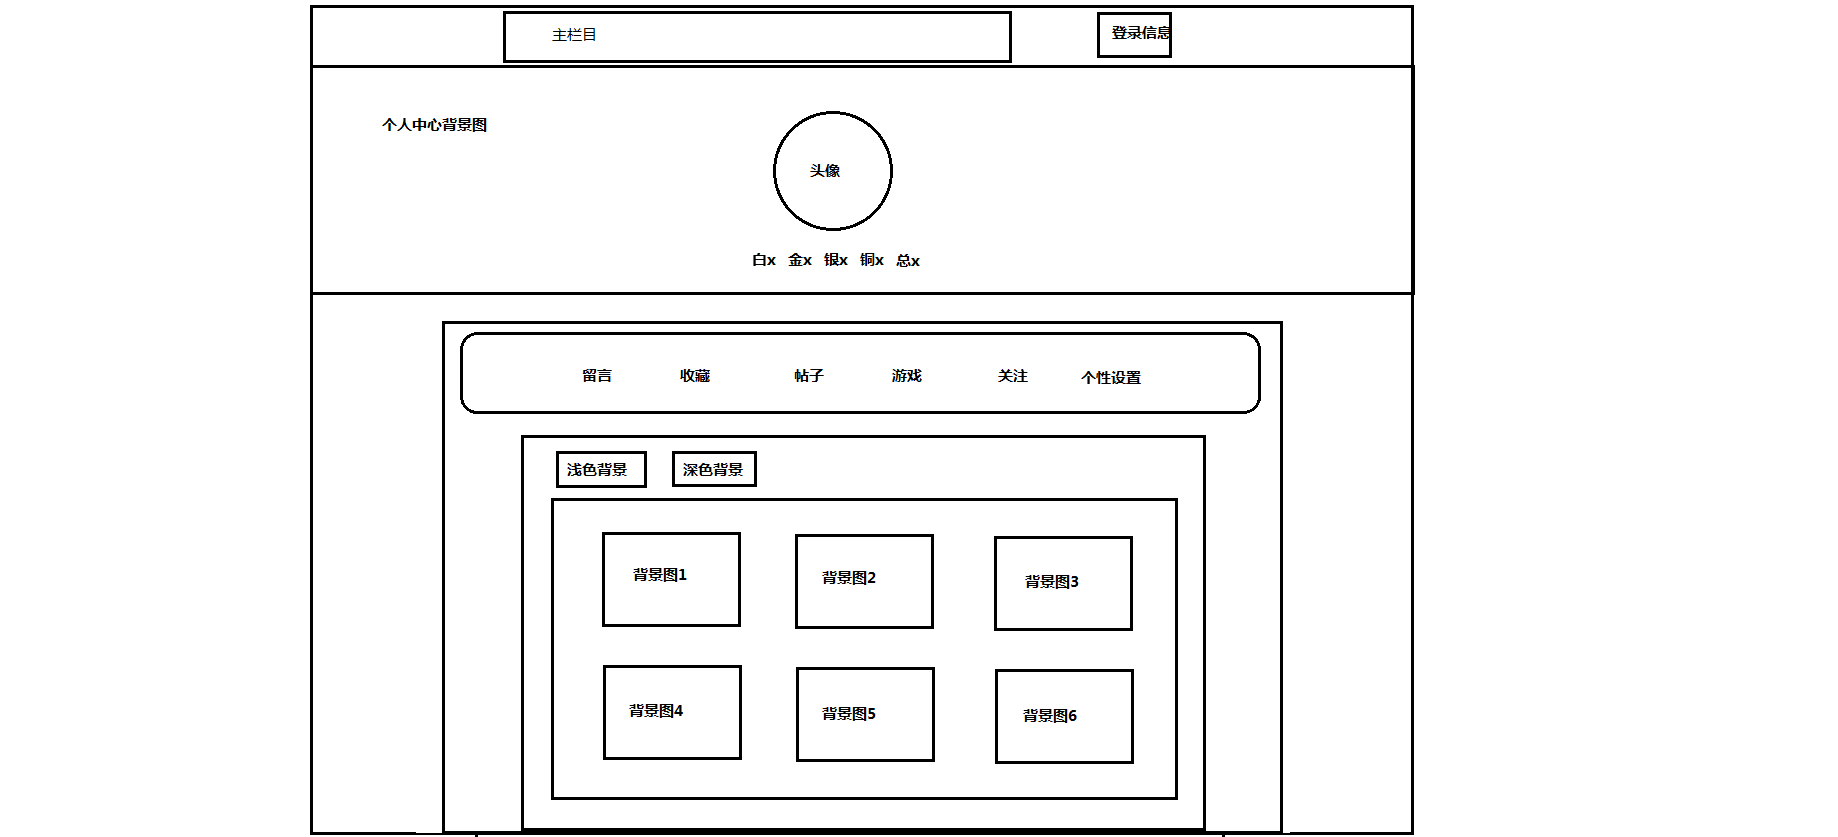 主栏目
登录信息
个人中心背景图
头像
白x 金x 银x 铜x 总x
留言 收藏 帖子 游戏 关注 个性设置
浅色背景 深色背景
背景图1 背景图2 背景图3
背景图4 背景图5 背景图6